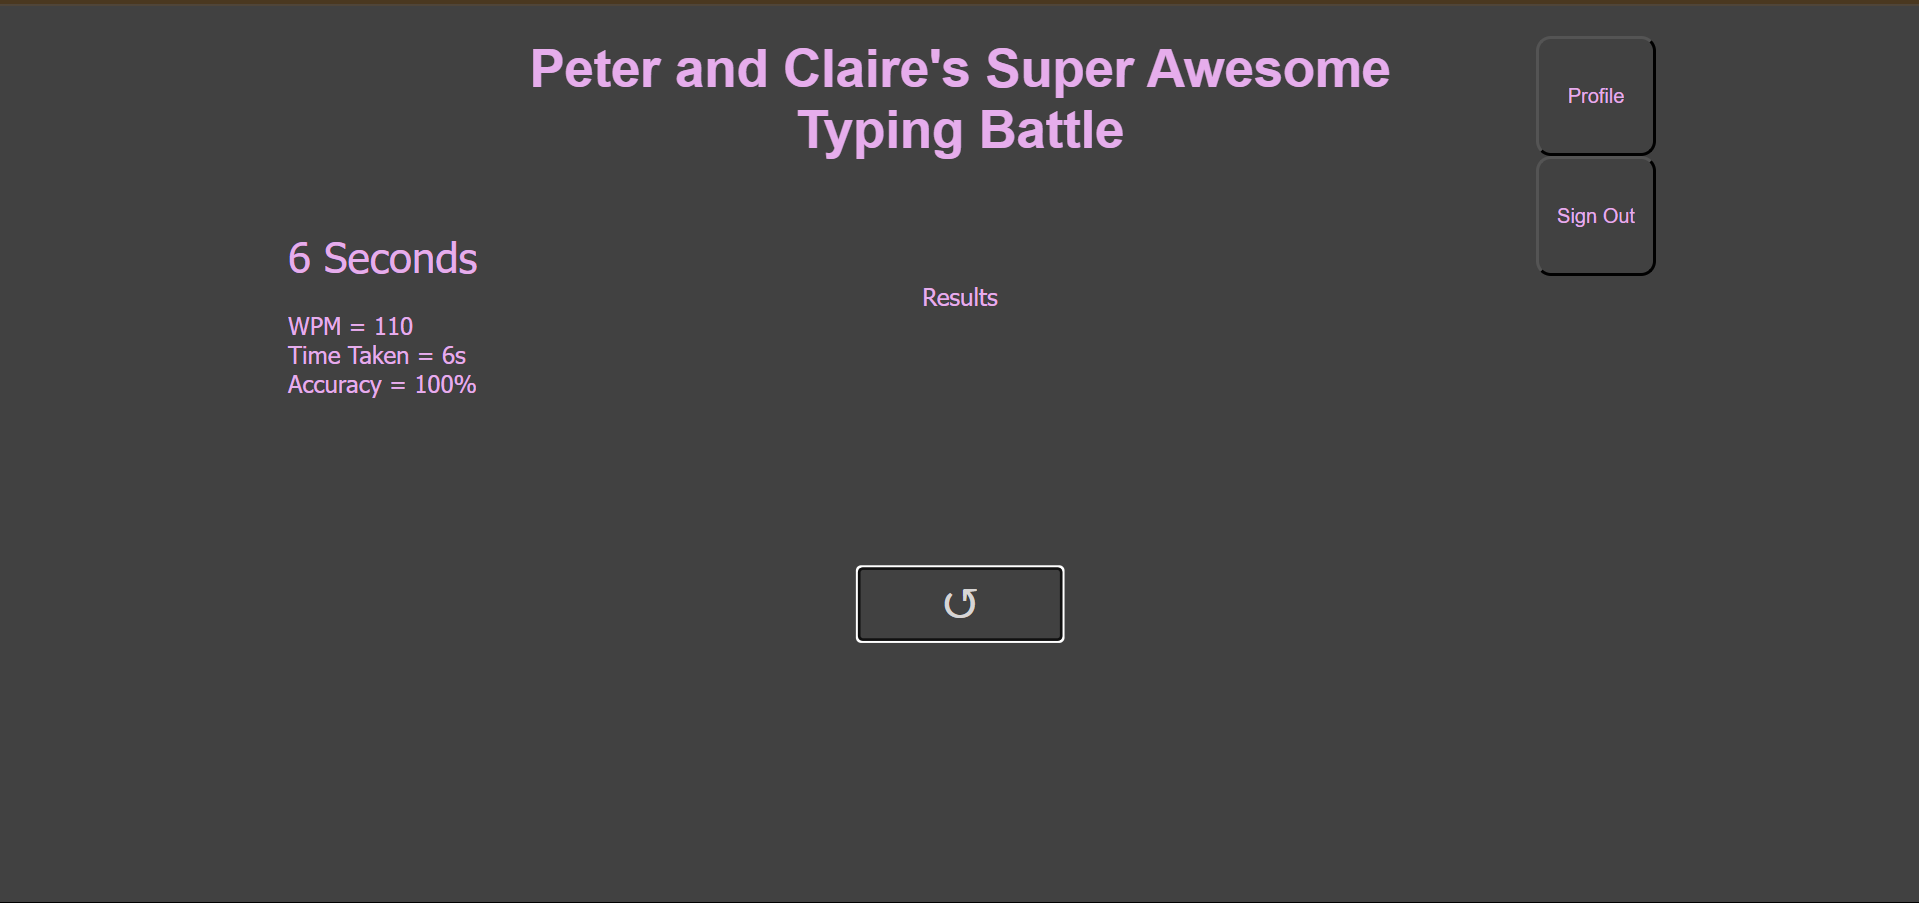 Peter and Claire's Super Awesome
Typing Battle
Profile
Sign Out
6 Seconds
Results
WPM = 110
Time Taken = 6s
Accuracy = 100%
↺